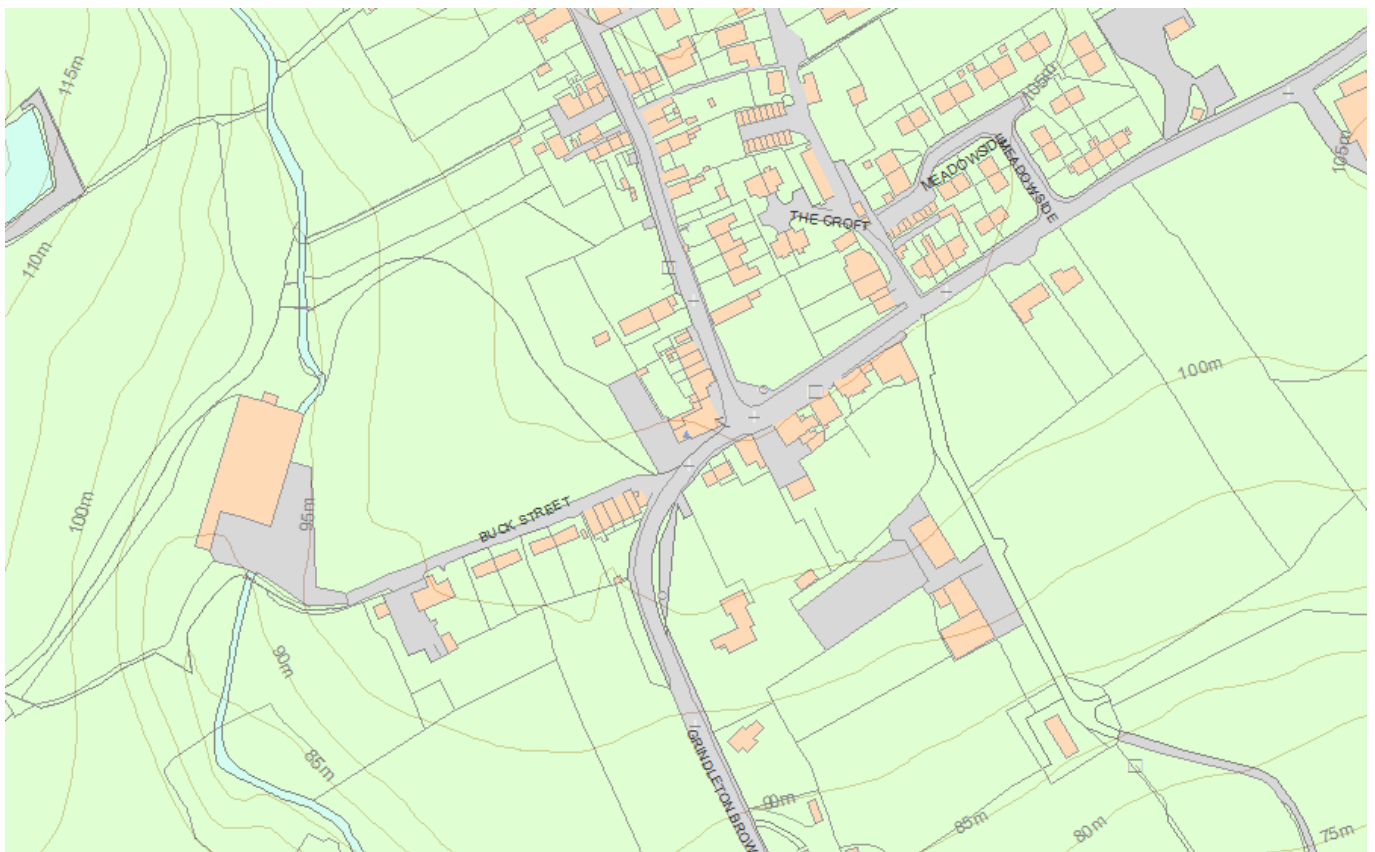 115m
105m
MEADOWSIDE
MEADOWSIDE
105m
THE CROFT
110m
100m
100m
95m
BUCK STREET
90m
85m
GRINDLETON BROW
90m
85m
80m
75m